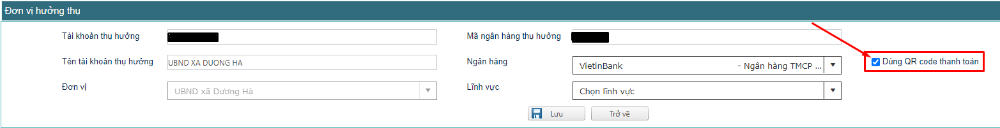 Đơn vị hưởng thụ
Tài khoản thụ hưởng Mã ngân hàng thụ hưởng
Tên tài khoản thụ hưởng UBND XA DUONG HA Ngân hàng VietinBank - Ngân hàng TMCP ... Dùng QR code thanh toán
Đơn vị UBND xã Dương Hà Lĩnh vực Chọn lĩnh vực
Lưu Trở về